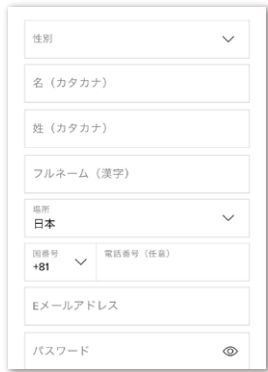 性別
名（カタカナ）
姓（カタカナ）
フルネーム（漢字）
場所
日本
国番号
+81
電話番号（任意）
Eメールアドレス
パスワード